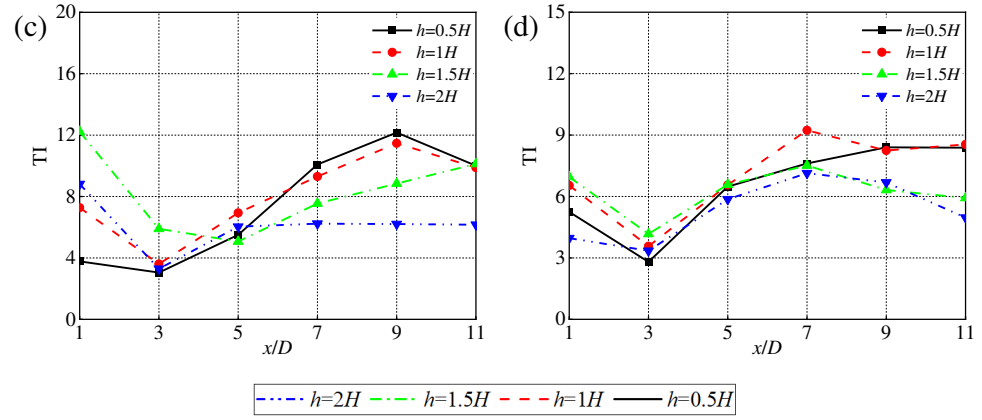 (c)
TI
20
16
12
8
4
0
1 3 5 7 9 11
x/D
h=0.5H
h=1H
h=1.5H
h=2H
(d)
TI
15
12
9
6
3
0
1 3 5 7 9 11
x/D
h=0.5H
h=1H
h=1.5H
h=2H
h=2H h=1.5H h=1H h=0.5H